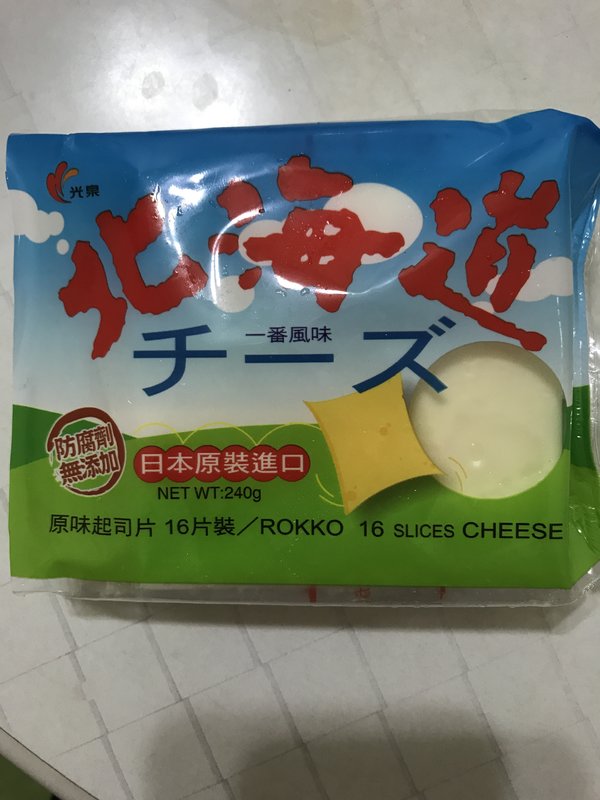 光泉
北海道
一番風味
チーズ
防腐劑
無添加
日本原裝進口
NET WT:240g
原味起司片 16片裝／ROKKO 16 SLICES CHEESE